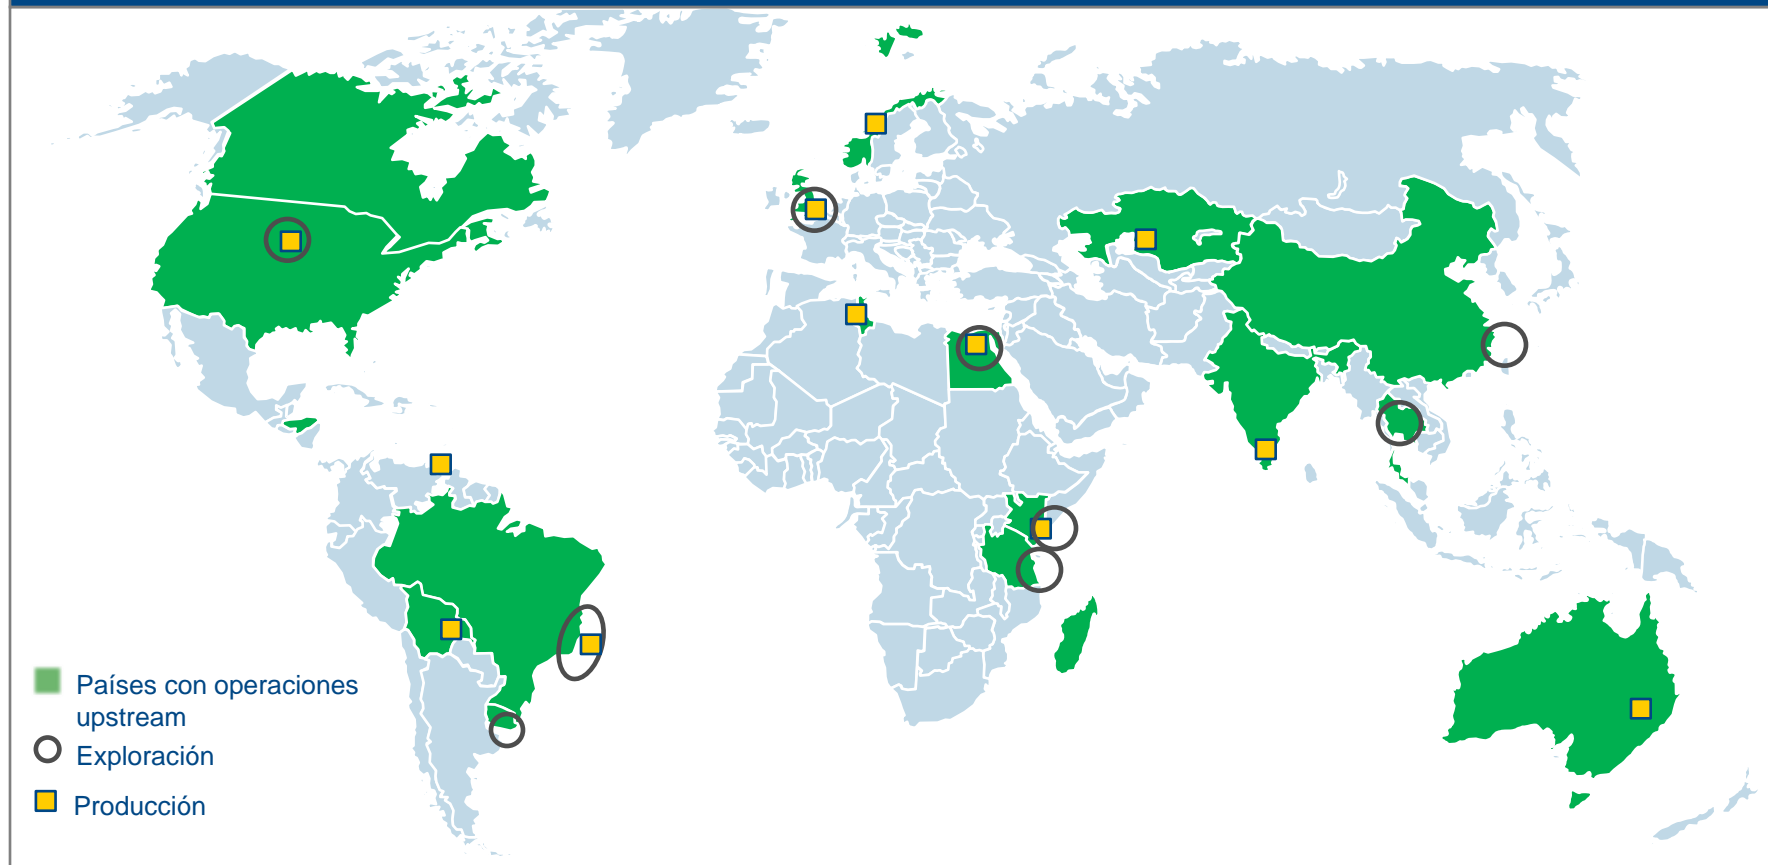 Países con operaciones
upstream
Exploración
Producción